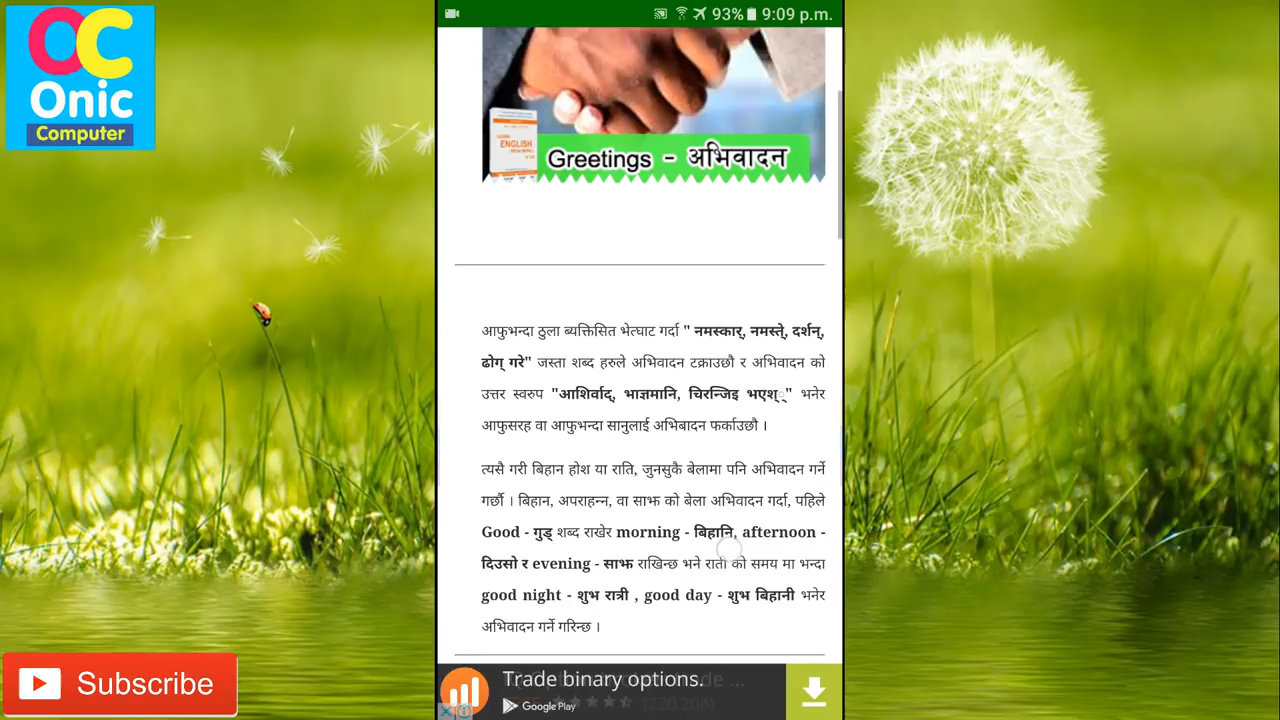 OC
Onic
Computer
93% 9:09 p.m.
ENGLISH
Greetings - अभिवादन
आफुभन्दा ठुला ब्यक्तिसित भेत्घाट गर्दा " नमस्कार्, नमस्ते्, दर्शन्,
ढोग् गरे" जस्ता शब्द हरुले अभिवादन टक्राउछौ र अभिवादन को
उत्तर स्वरुप "आशिर्वाद्, भाज्ञमानि, चिरन्जिइ भएश््" भनेर
आफुसरह वा आफुभन्दा सानुलाई अभिबादन फर्काउछौ ।
त्यसै गरी बिहान होश या राति, जुनसुकै बेलामा पनि अभिवादन गर्ने
गर्छौं । बिहान, अपराहन्न, वा साझ को बेला अभिवादन गर्दा, पहिले
Good - गुड् शब्द राखेर morning - बिहानि, afternoon -
दिउसो र evening - साझ राखिन्छ भने राती को समय मा भन्दा
good night - शुभ रात्री , good day - शुभ बिहानी भनेर
अभिवादन गर्ने गरिन्छ ।
Trade binary options.
Google Play
Subscribe